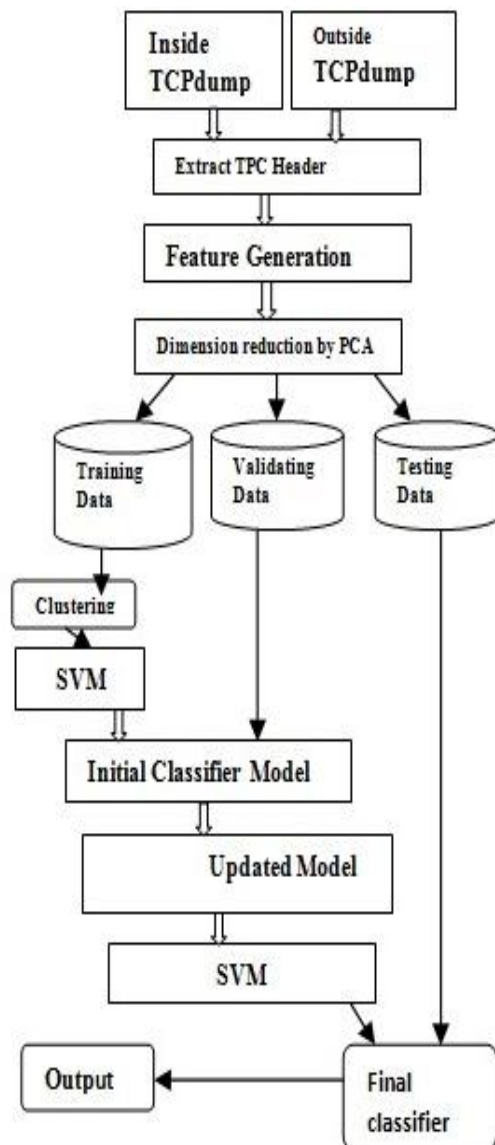 Inside
TCPdump
Outside
TCPdump
Extract TPC Header
Feature Generation
Dimension reduction by PCA
Training
Data
Validating
Data
Testing
Data
Clustering
SVM
Initial Classifier Model
Updated Model
SVM
Output
Final
classifier